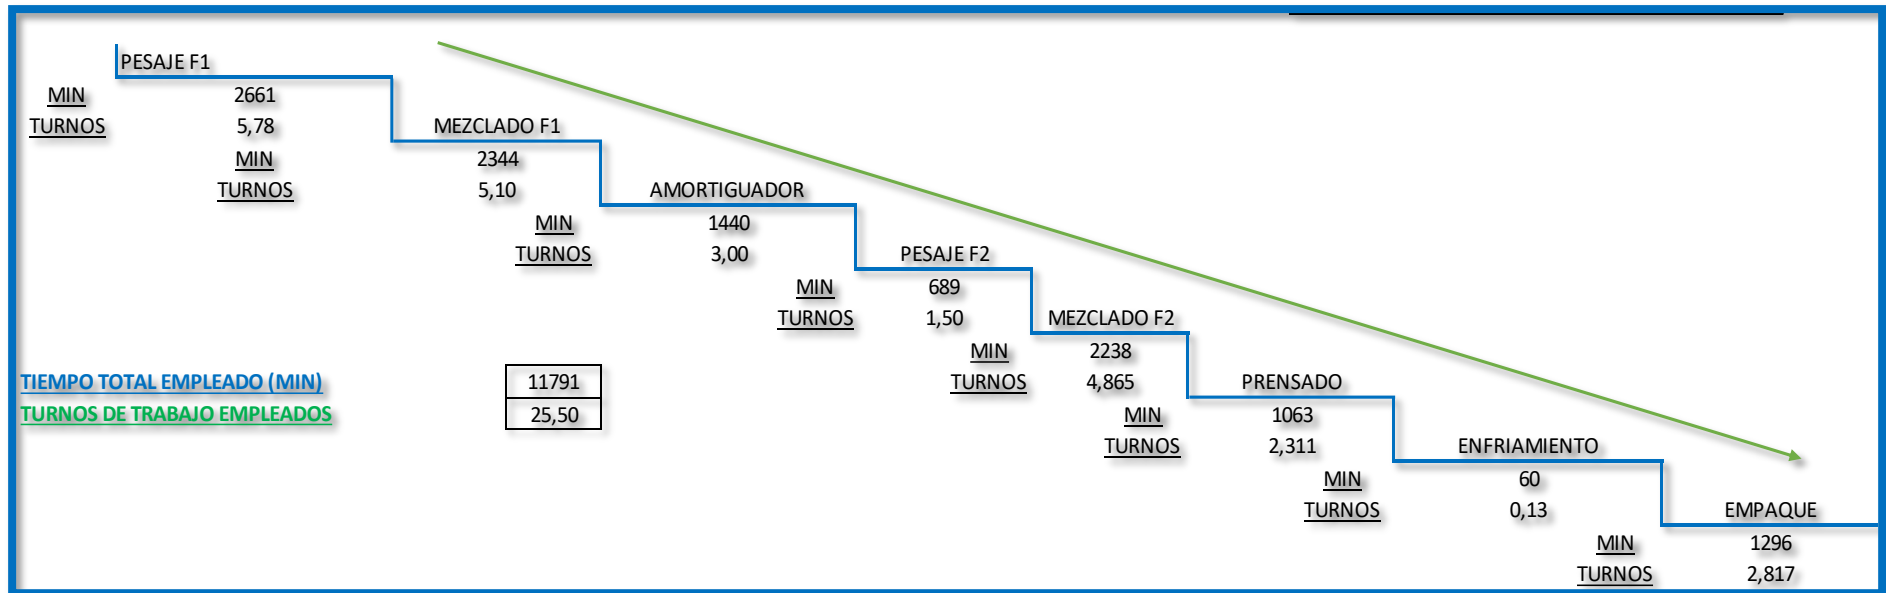 PESAJE F1
MIN 2661
TURNOS 5,78 MEZCLADO F1
MIN 2344
TURNOS 5,10 AMORTIGUADOR
MIN 1440
TURNOS 3,00 PESAJE F2
MIN 689
TURNOS 1,50 MEZCLADO F2
MIN 2238
TIEMPO TOTAL EMPLEADO (MIN) 11791 TURNOS 4,865 PRENSADO
TURNOS DE TRABAJO EMPLEADOS 25,50 MIN 1063
TURNOS 2,311 ENFRIAMIENTO
MIN 60
TURNOS 0,13 EMPAQUE
MIN 1296
TURNOS 2,817